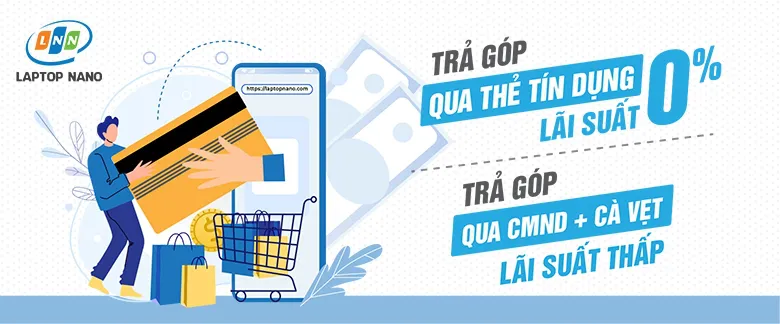 LNN
LAPTOP NANO
https://laptopnano.com
TRẢ GÓP
QUA THẺ TÍN DỤNG
LÃI SUẤT 0%
TRẢ GÓP
QUA CMND + CÀ VẸT
LÃI SUẤT THẤP